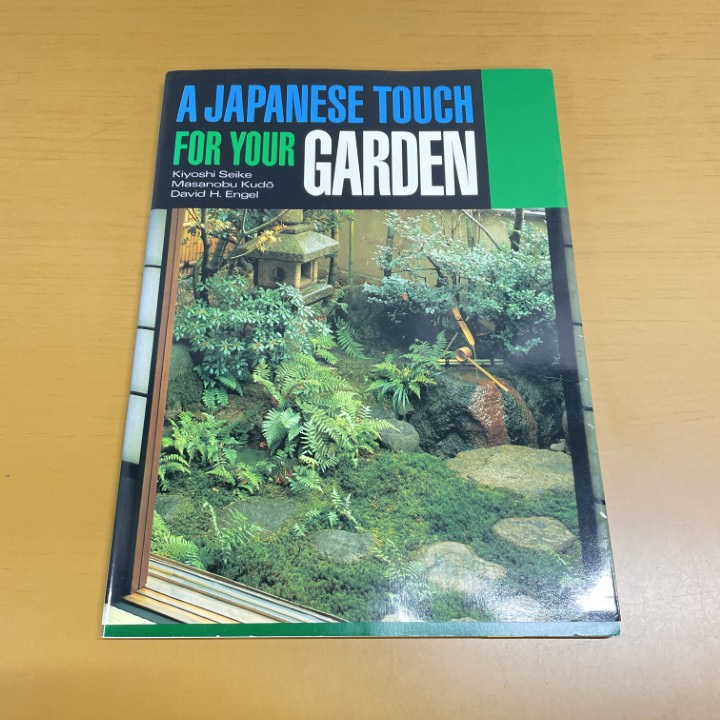 A JAPANESE TOUCH
FOR YOUR GARDEN
Kiyoshi Seike
Masanobu Kudō
David H. Engel